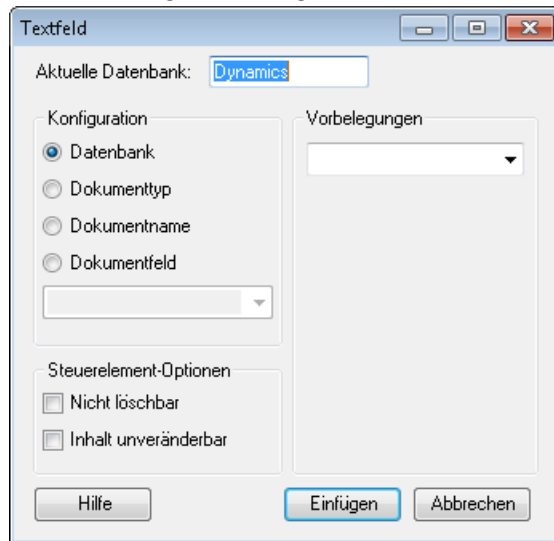 Textfeld
Aktuelle Datenbank: Dynamics
Konfiguration
Datenbank
Dokumenttyp
Dokumentname
Dokumentfeld
Vorbelegungen
Steuerelement-Optionen
Nicht löschbar
Inhalt unveränderbar
Hilfe
Einfügen
Abbrechen